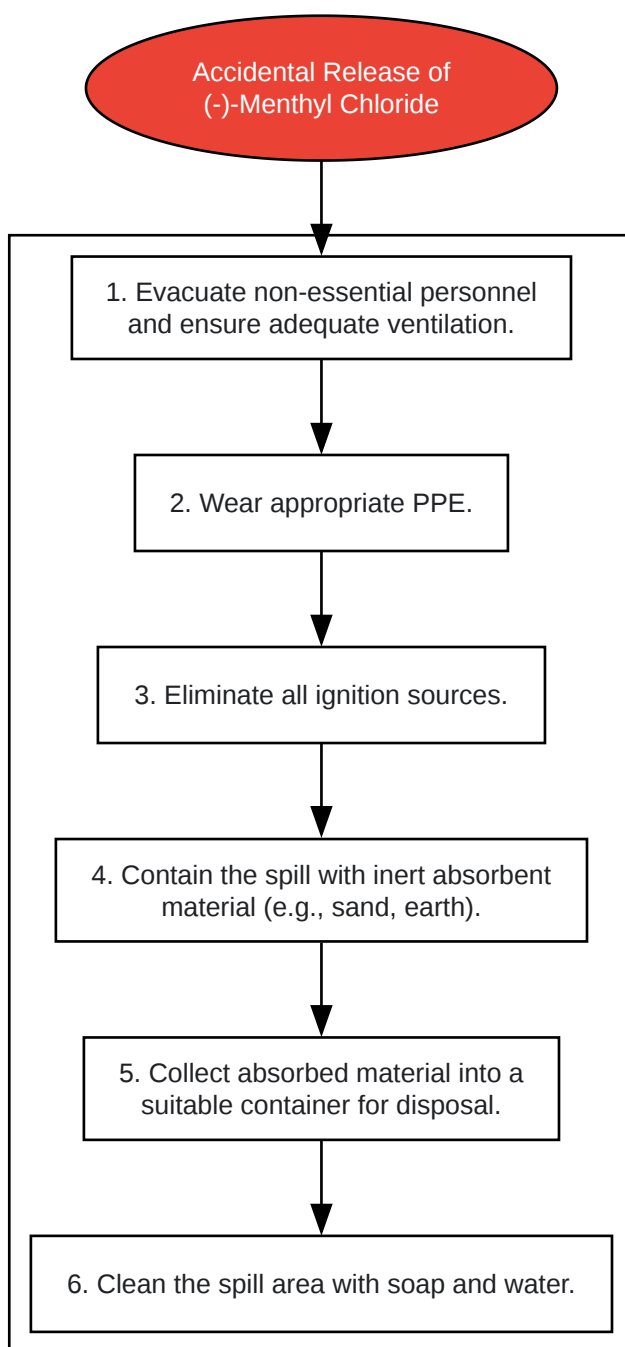 Accidental Release of
(-)-Menthyl Chloride
1. Evacuate non-essential personnel
and ensure adequate ventilation.
2. Wear appropriate PPE.
3. Eliminate all ignition sources.
4. Contain the spill with inert absorbent
material (e.g., sand, earth).
5. Collect absorbed material into a
suitable container for disposal.
6. Clean the spill area with soap and water.